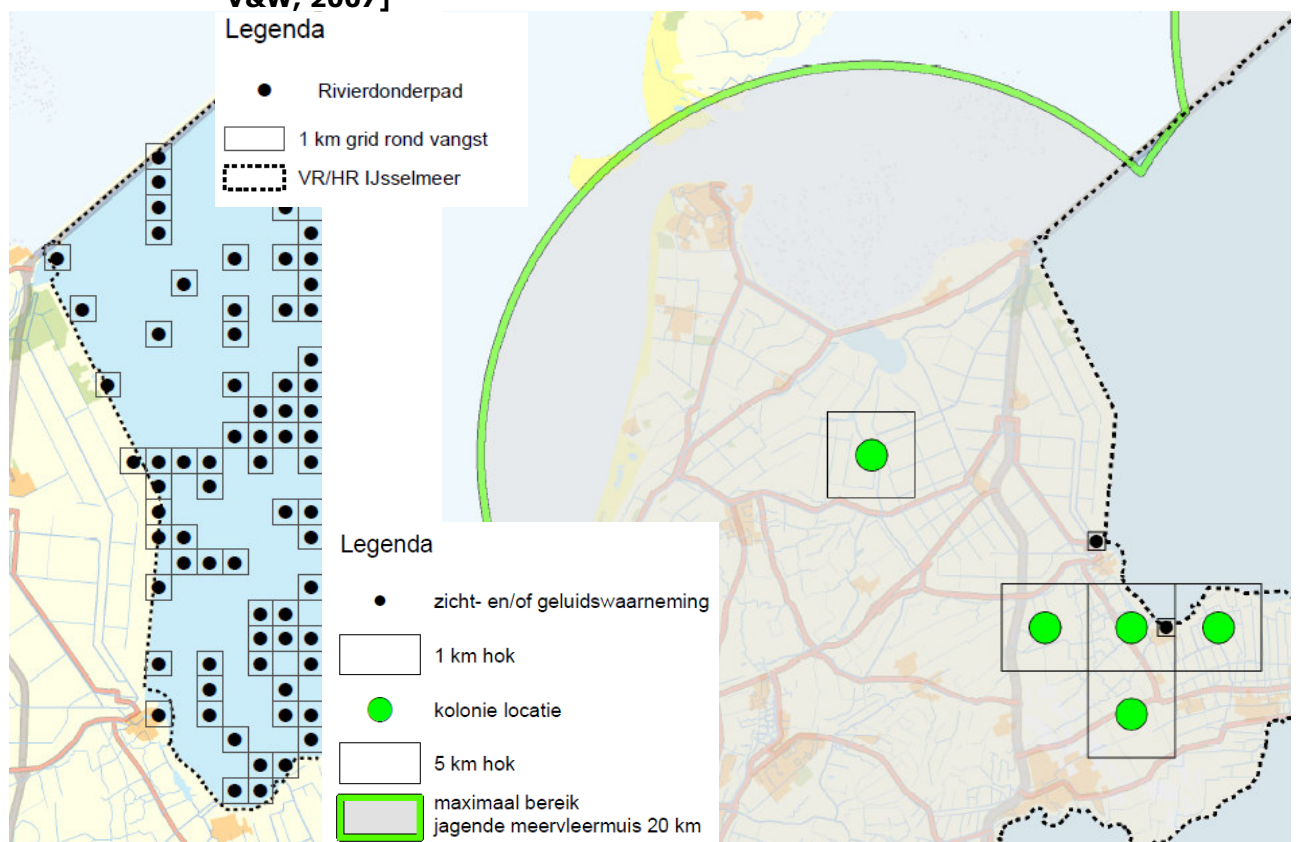 V&W, 2007]
Legenda
Rivierdonderpad
1 km grid rond vangst
VR/HR IJsselmeer
Legenda
zicht- en/of geluidswaarneming
1 km hok
kolonie locatie
5 km hok
maximaal bereik
jagende meervleermuis 20 km